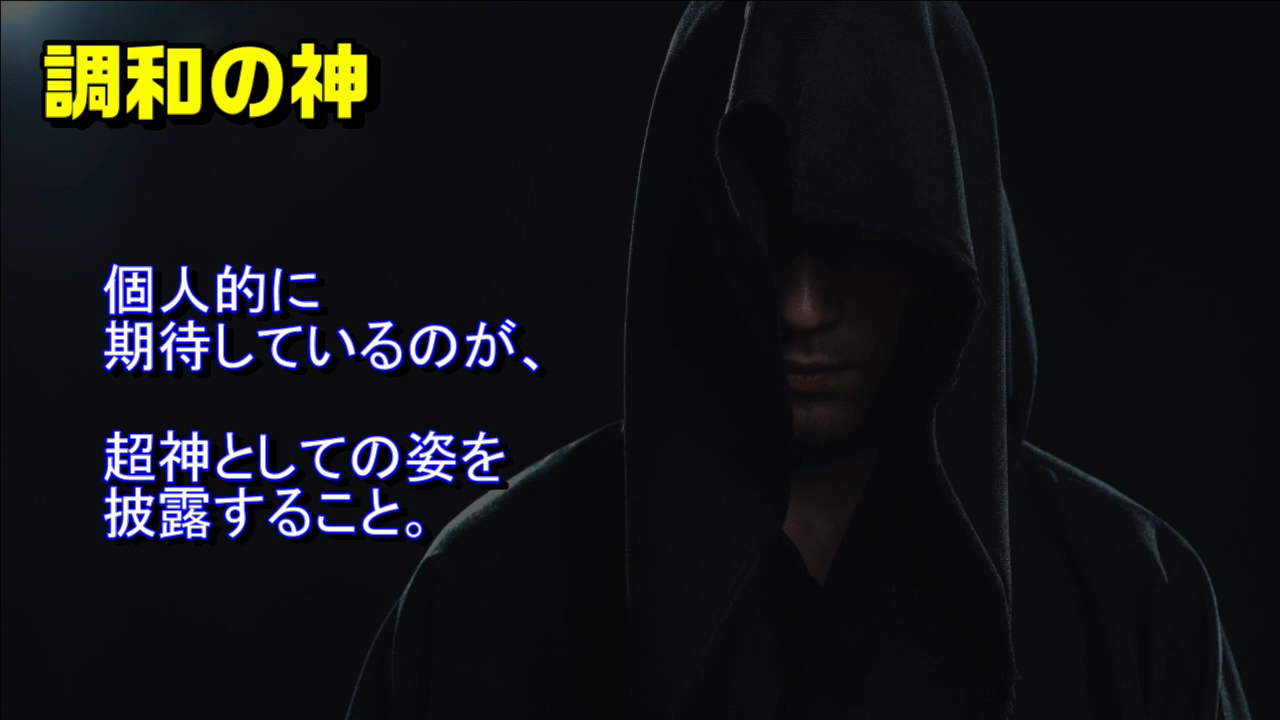 調和の神
個人的に
期待しているのが、
超神としての姿を
披露すること。